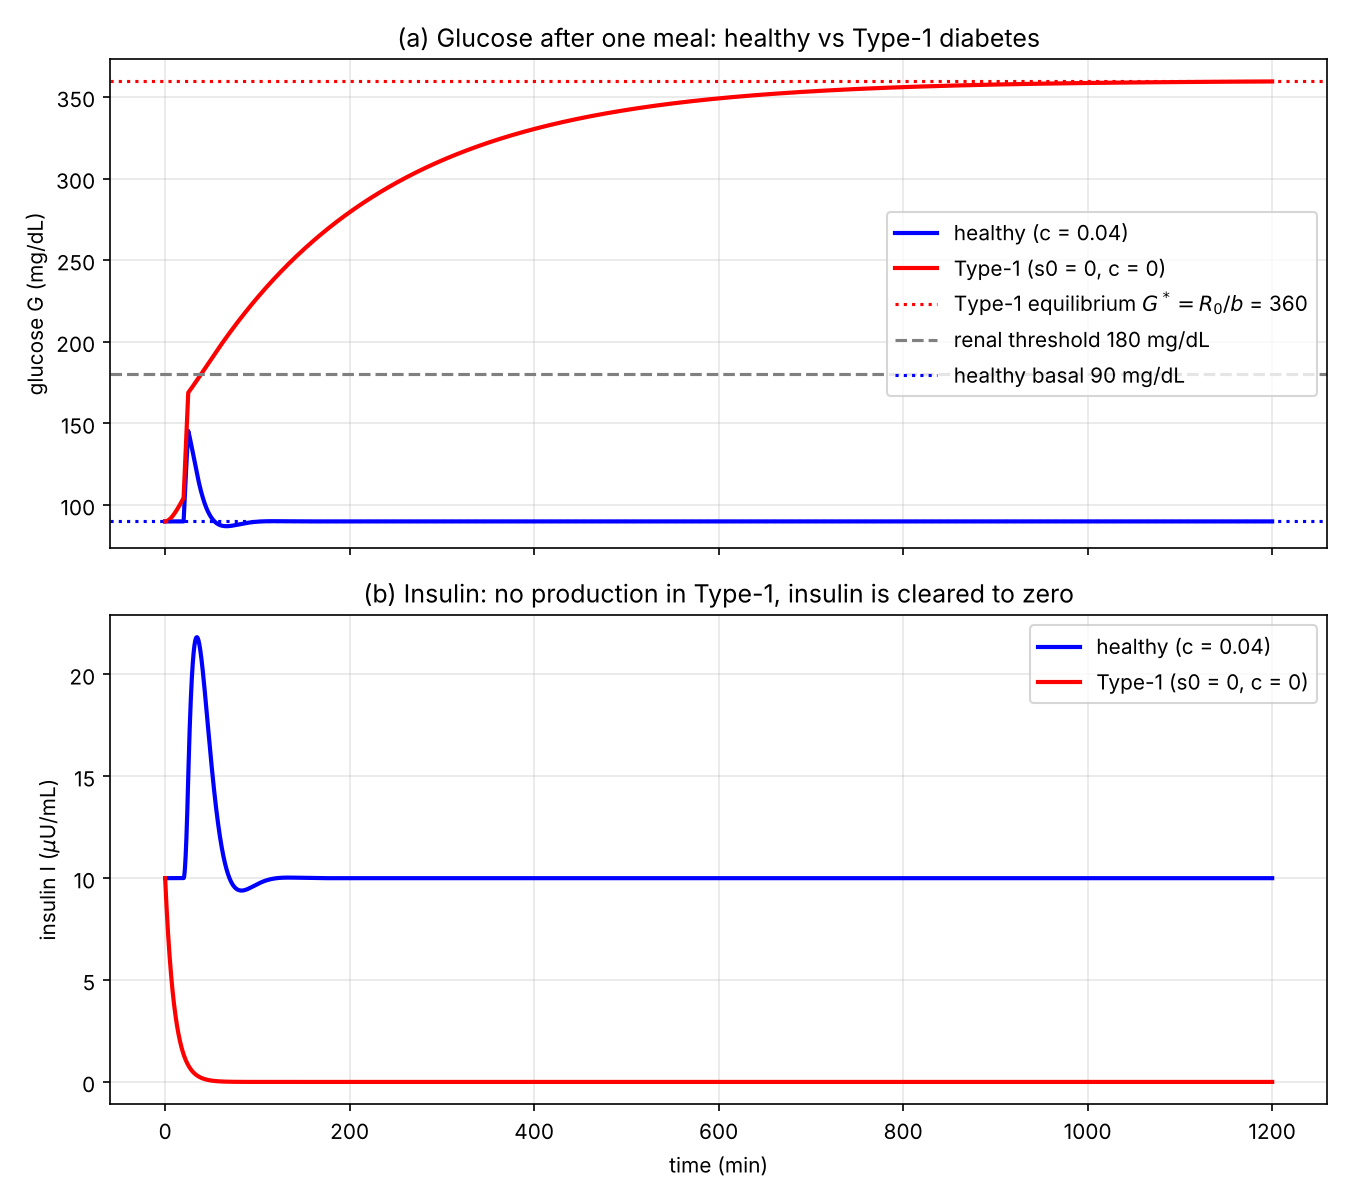 (a) Glucose after one meal: healthy vs Type-1 diabetes
glucose G (mg/dL)
350
300
250
200
150
100
healthy (c = 0.04)
Type-1 (s0 = 0, c = 0)
Type-1 equilibrium G* = R₀/b = 360
renal threshold 180 mg/dL
healthy basal 90 mg/dL
(b) Insulin: no production in Type-1, insulin is cleared to zero
insulin I (μU/mL)
20
15
10
5
0
healthy (c = 0.04)
Type-1 (s0 = 0, c = 0)
0 200 400 600 800 1000 1200
time (min)